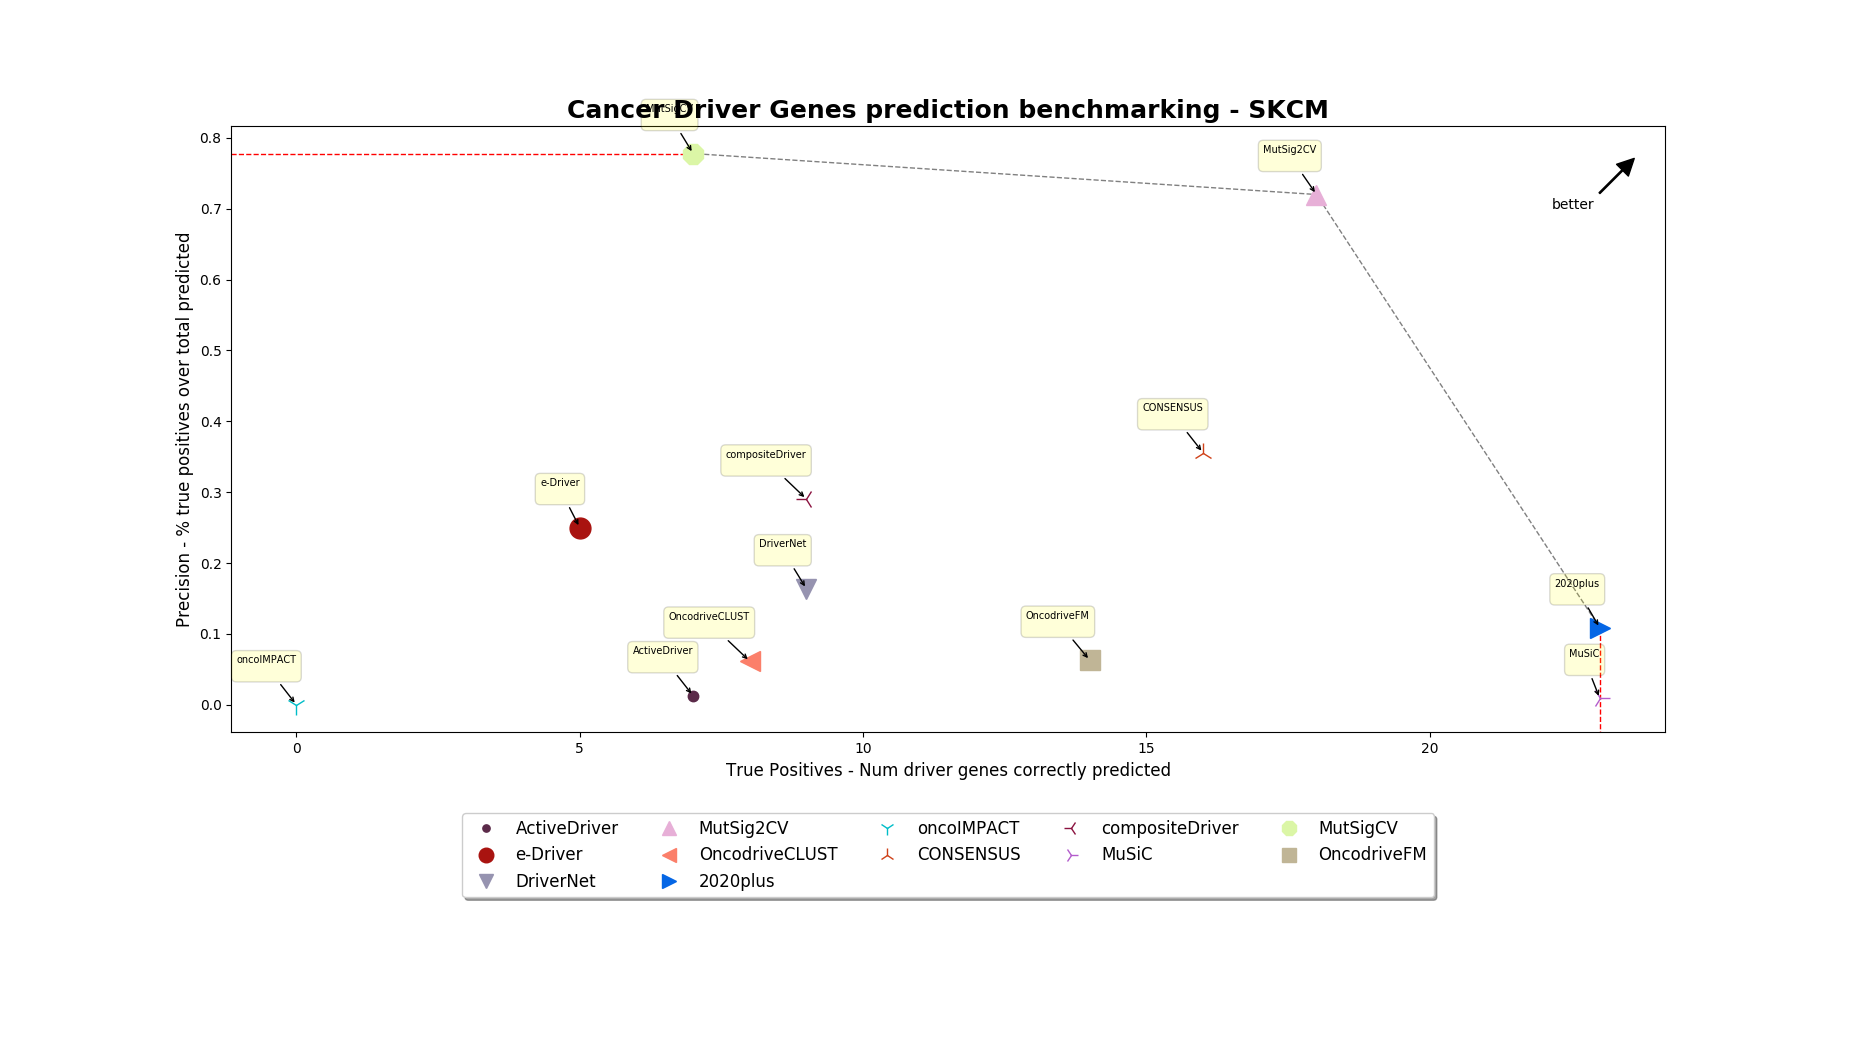 Cancer Driver Genes prediction benchmarking - SKCM
MutSigCV
MutSig2CV
better
CONSENSUS
compositeDriver
e-Driver
DriverNet
2020plus
OncodriveCLUST
OncodriveFM
ActiveDriver
MuSiC
oncoIMPACT
0.8
0.7
0.6
0.5
0.4
0.3
0.2
0.1
0.0
Precision - % true positives over total predicted
0 5 10 15 20
True Positives - Num driver genes correctly predicted
ActiveDriver MutSig2CV oncoIMPACT compositeDriver MutSigCV
e-Driver OncodriveCLUST CONSENSUS MuSiC OncodriveFM
DriverNet 2020plus